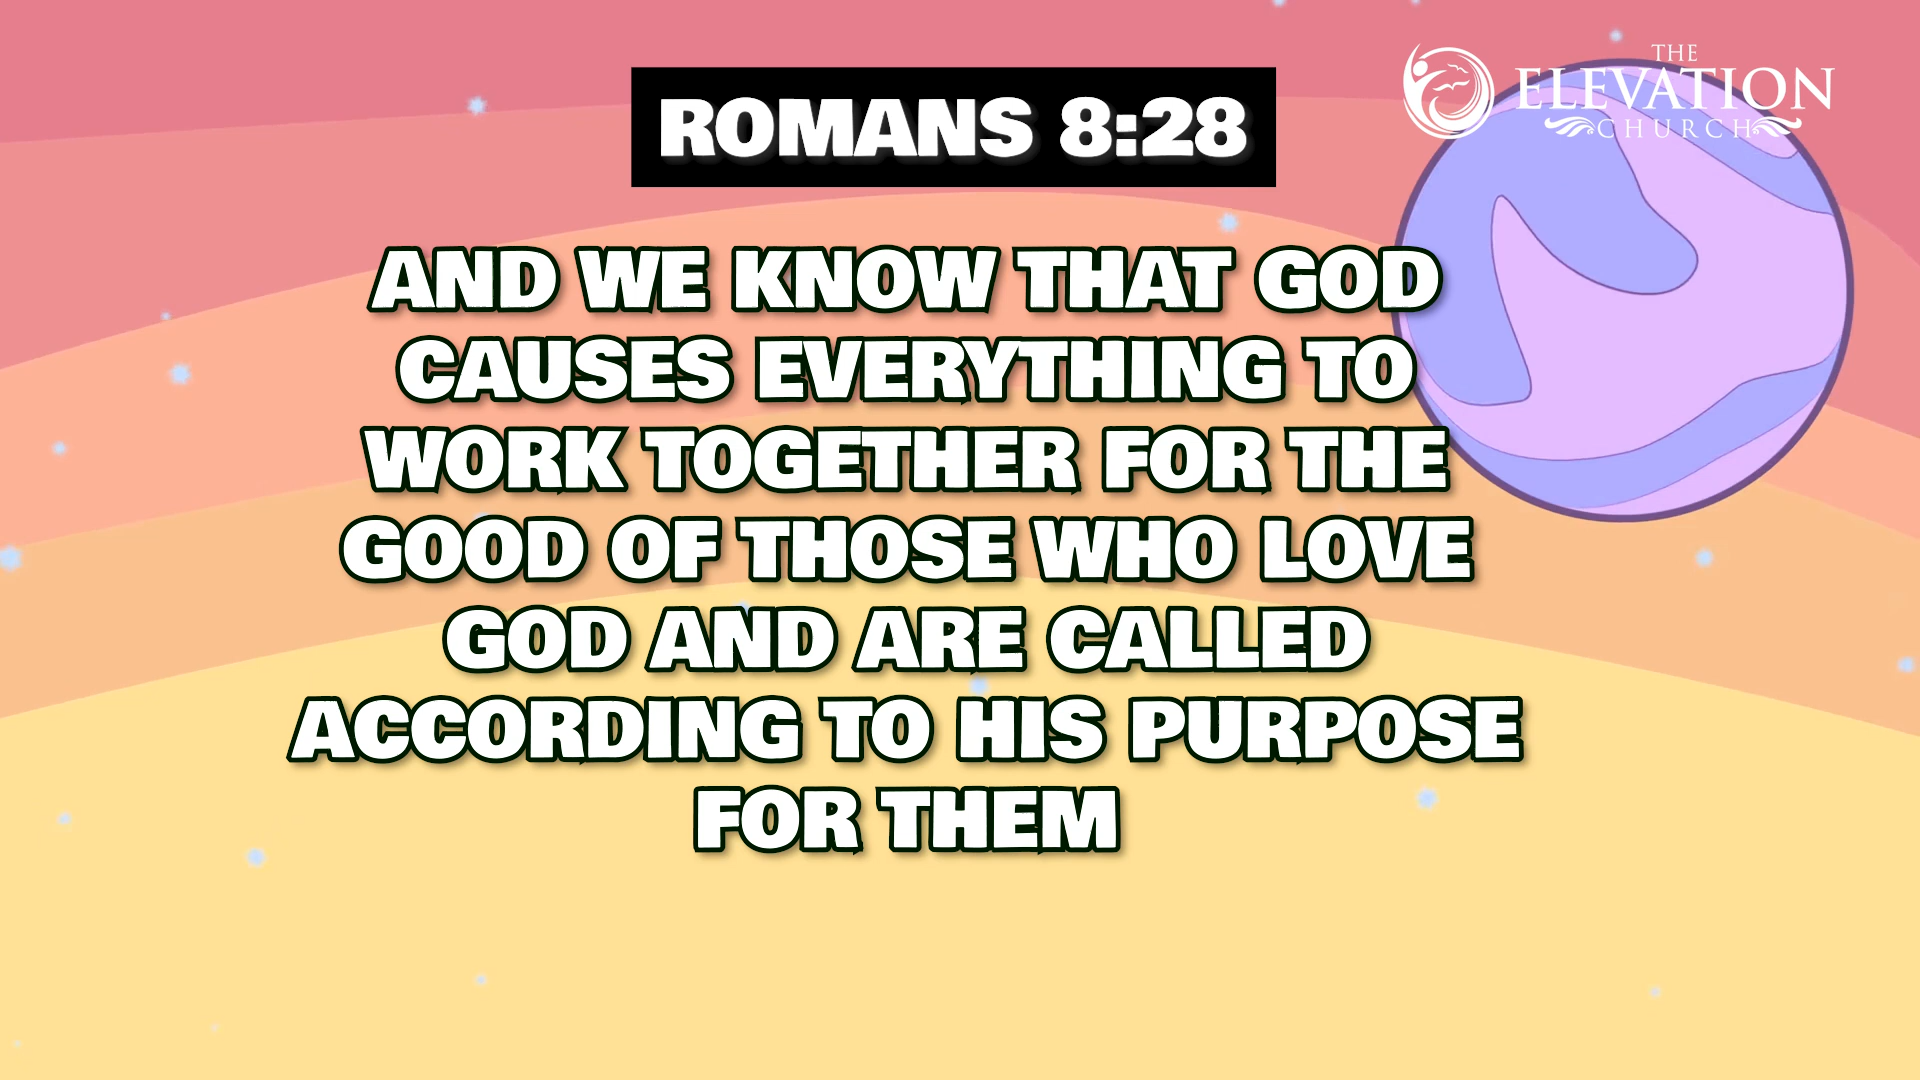 THE
ELEVATION
CHURCH
ROMANS 8:28
AND WE KNOW THAT GOD
CAUSES EVERYTHING TO
WORK TOGETHER FOR THE
GOOD OF THOSE WHO LOVE
GOD AND ARE CALLED
ACCORDING TO HIS PURPOSE
FOR THEM